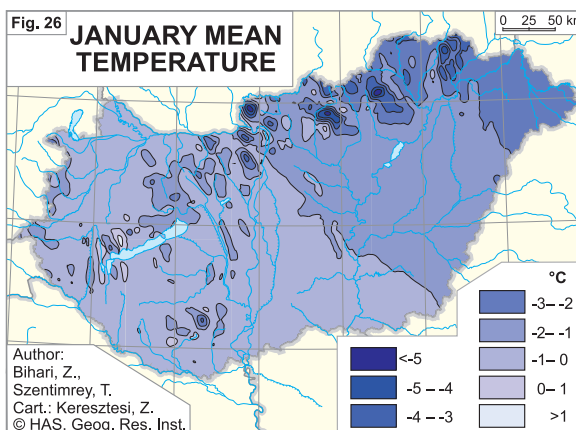 Fig. 26
JANUARY MEAN
TEMPERATURE
0 25 50 km
°C
<-5
-5 – -4
-4 – -3
-3– -2
-2– -1
-1– 0
0– 1
>1
Author:
Bihari, Z.,
Szentimrey, T.
Cart.: Keresztesi, Z.
© HAS, Geog. Res. Inst.